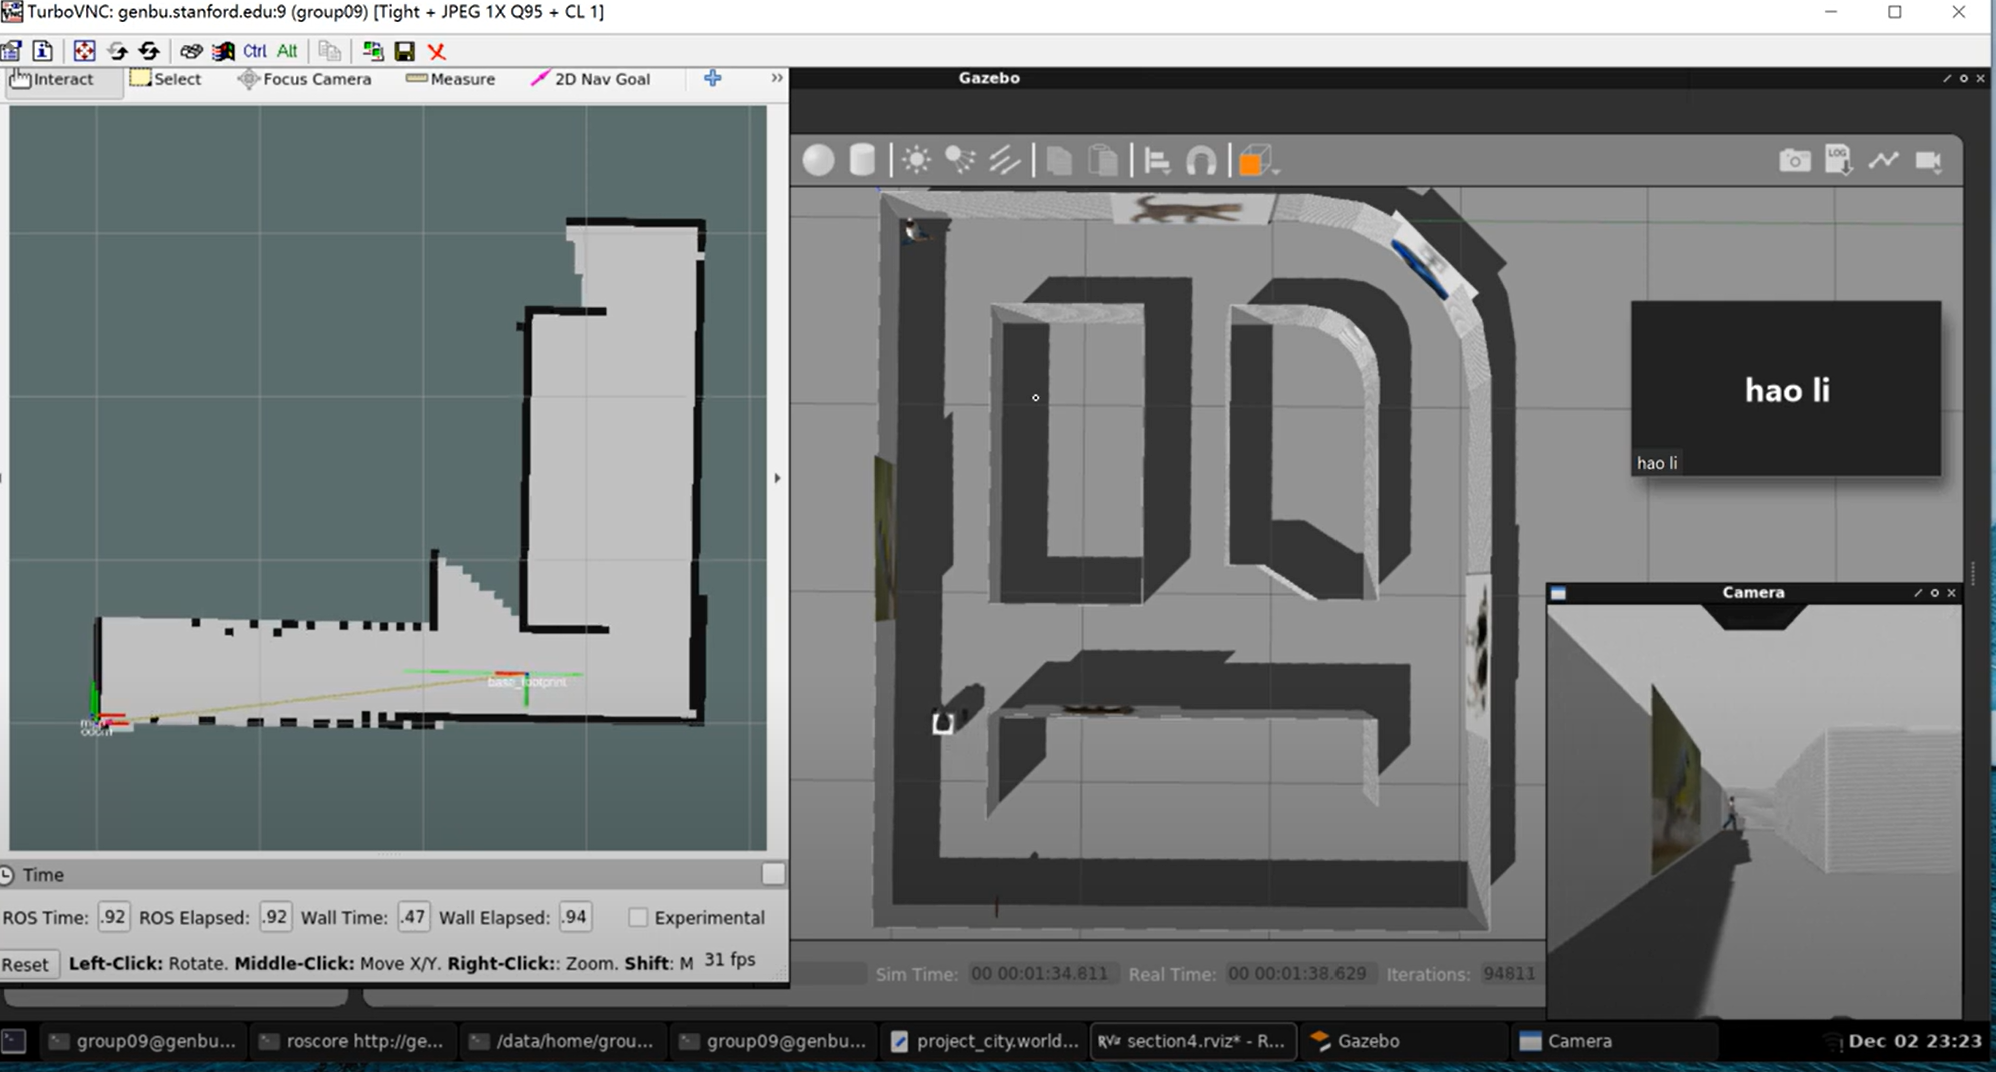 TurboVNC: genbu.stanford.edu:9 (group09) [Tight + JPEG 1X Q95 + CL 1]
Ctrl Alt
Interact Select Focus Camera Measure 2D Nav Goal »
Gazebo
LOG
hao li
hao li
base_footprint
odom
Camera
Time
ROS Time: .92 ROS Elapsed: .92 Wall Time: .47 Wall Elapsed: .94 Experimental
Reset Left-Click: Rotate. Middle-Click: Move X/Y. Right-Click:: Zoom. Shift: M 31 fps
Sim Time: 00 00:01:34.811 Real Time: 00 00:01:38.629 Iterations: 94811
group09@genbu... roscore http://ge... /data/home/grou... group09@genbu... project_city.world... section4.rviz* - R... Gazebo Camera Dec 02 23:23